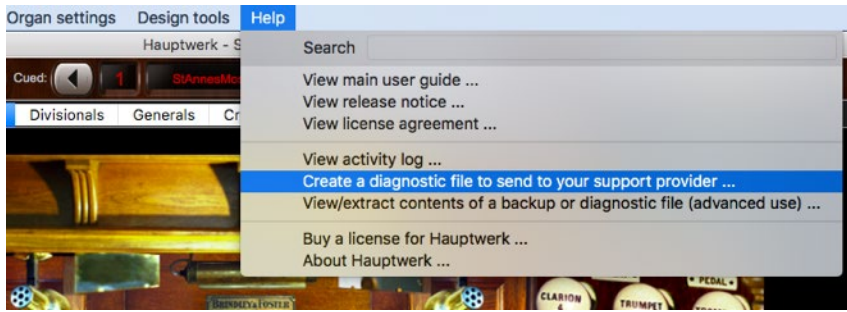 Organ settings Design tools Help
Hauptwerk - S
Search
Cued: 1 StAnnesMos
View main user guide ...
View release notice ...
Divisionals Generals Cr
View license agreement ...
View activity log ...
Create a diagnostic file to send to your support provider ...
View/extract contents of a backup or diagnostic file (advanced use) ...
Buy a license for Hauptwerk ...
About Hauptwerk ...
• PEDAL •
BRINDLEY & FOSTER
CLARION
4
TRUMPET